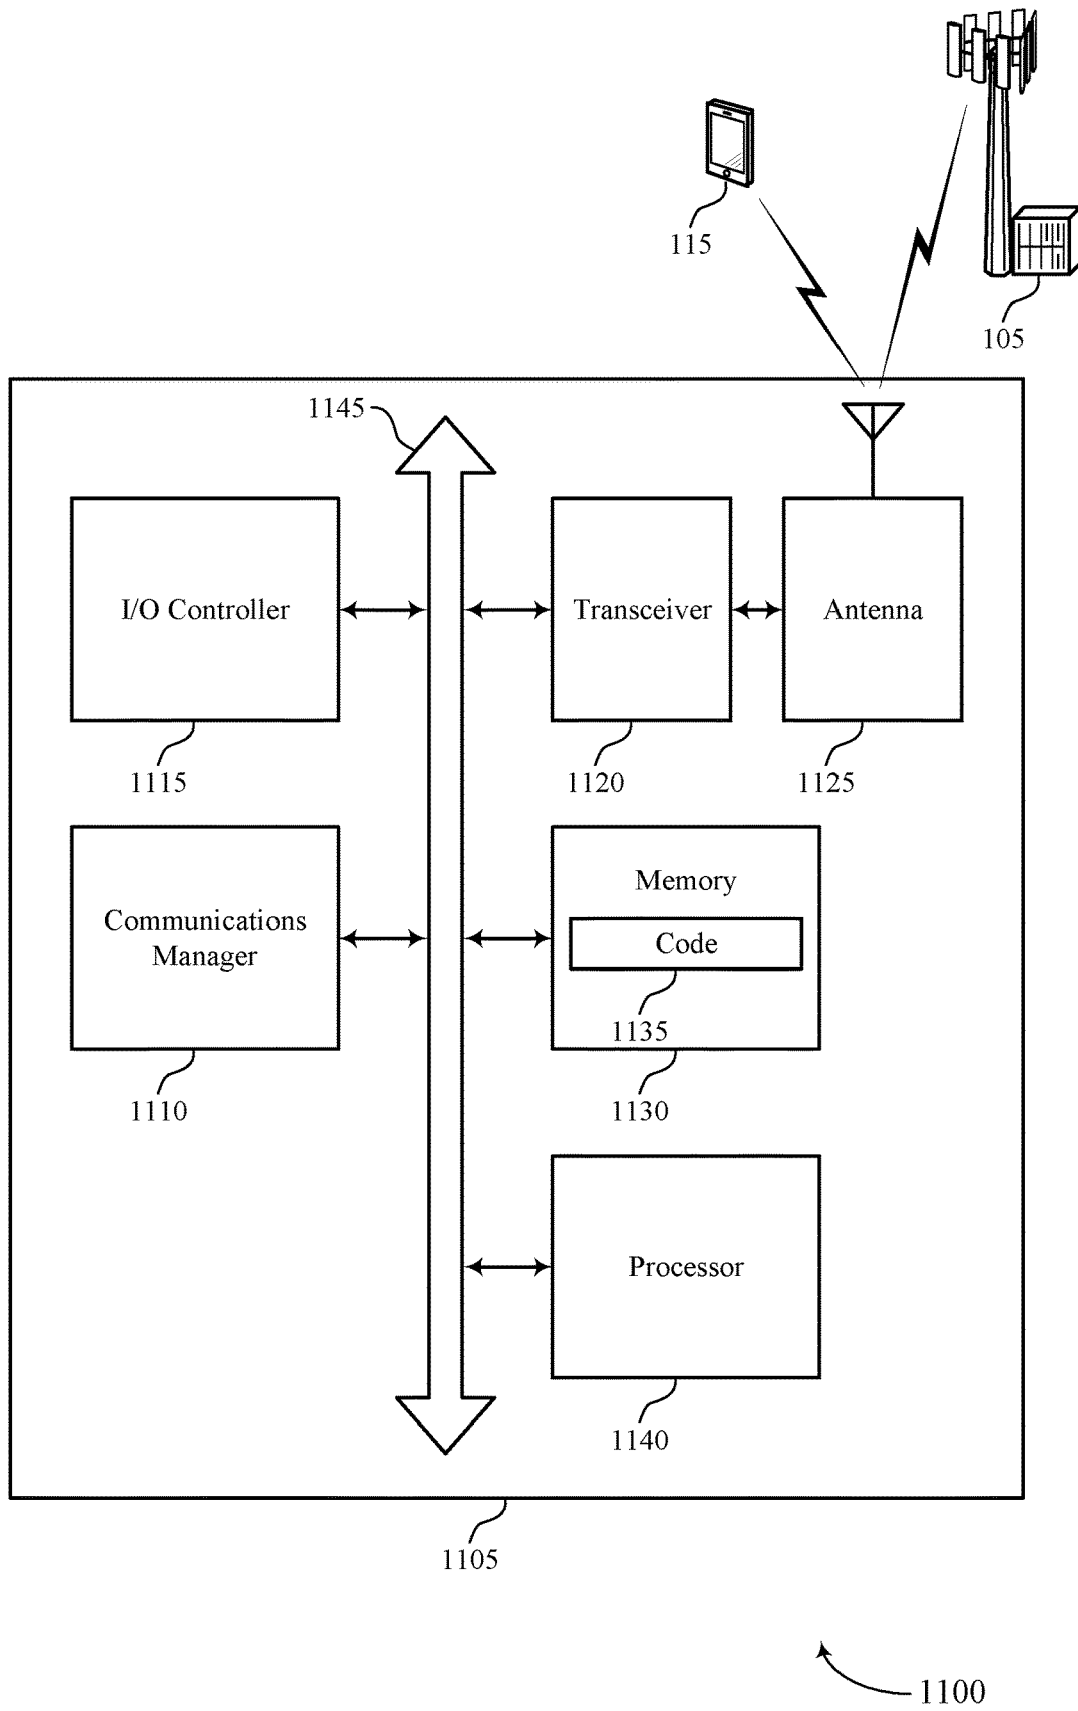 115
105
1145
I/O Controller
Transceiver
Antenna
1115
1120
1125
Communications
Manager
Memory
Code
1135
1110
1130
Processor
1140
1105
1100